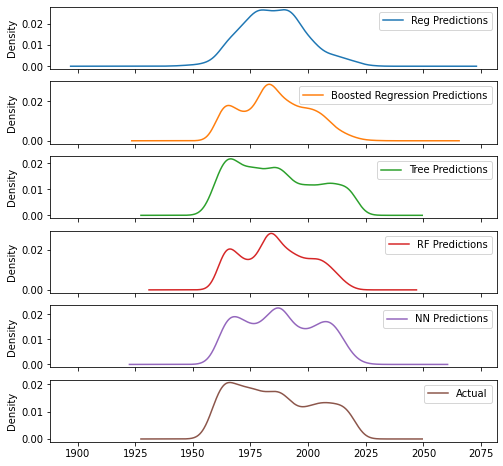 Density
0.02
0.01
0.00
Reg Predictions
Density
0.02
0.00
Boosted Regression Predictions
Density
0.02
0.01
0.00
Tree Predictions
Density
0.02
0.00
RF Predictions
Density
0.02
0.01
0.00
NN Predictions
Density
0.02
0.01
0.00
Actual
1900 1925 1950 1975 2000 2025 2050 2075